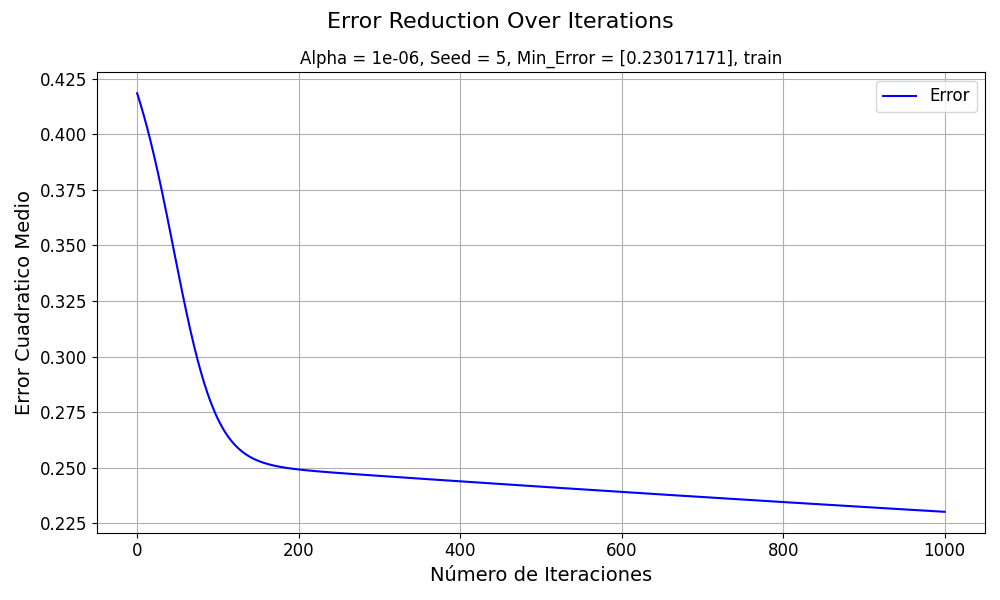 Error Reduction Over Iterations
Alpha = 1e-06, Seed = 5, Min_Error = [0.23017171], train
Error
Error Cuadratico Medio
0.425
0.400
0.375
0.350
0.325
0.300
0.275
0.250
0.225
0 200 400 600 800 1000
Número de Iteraciones